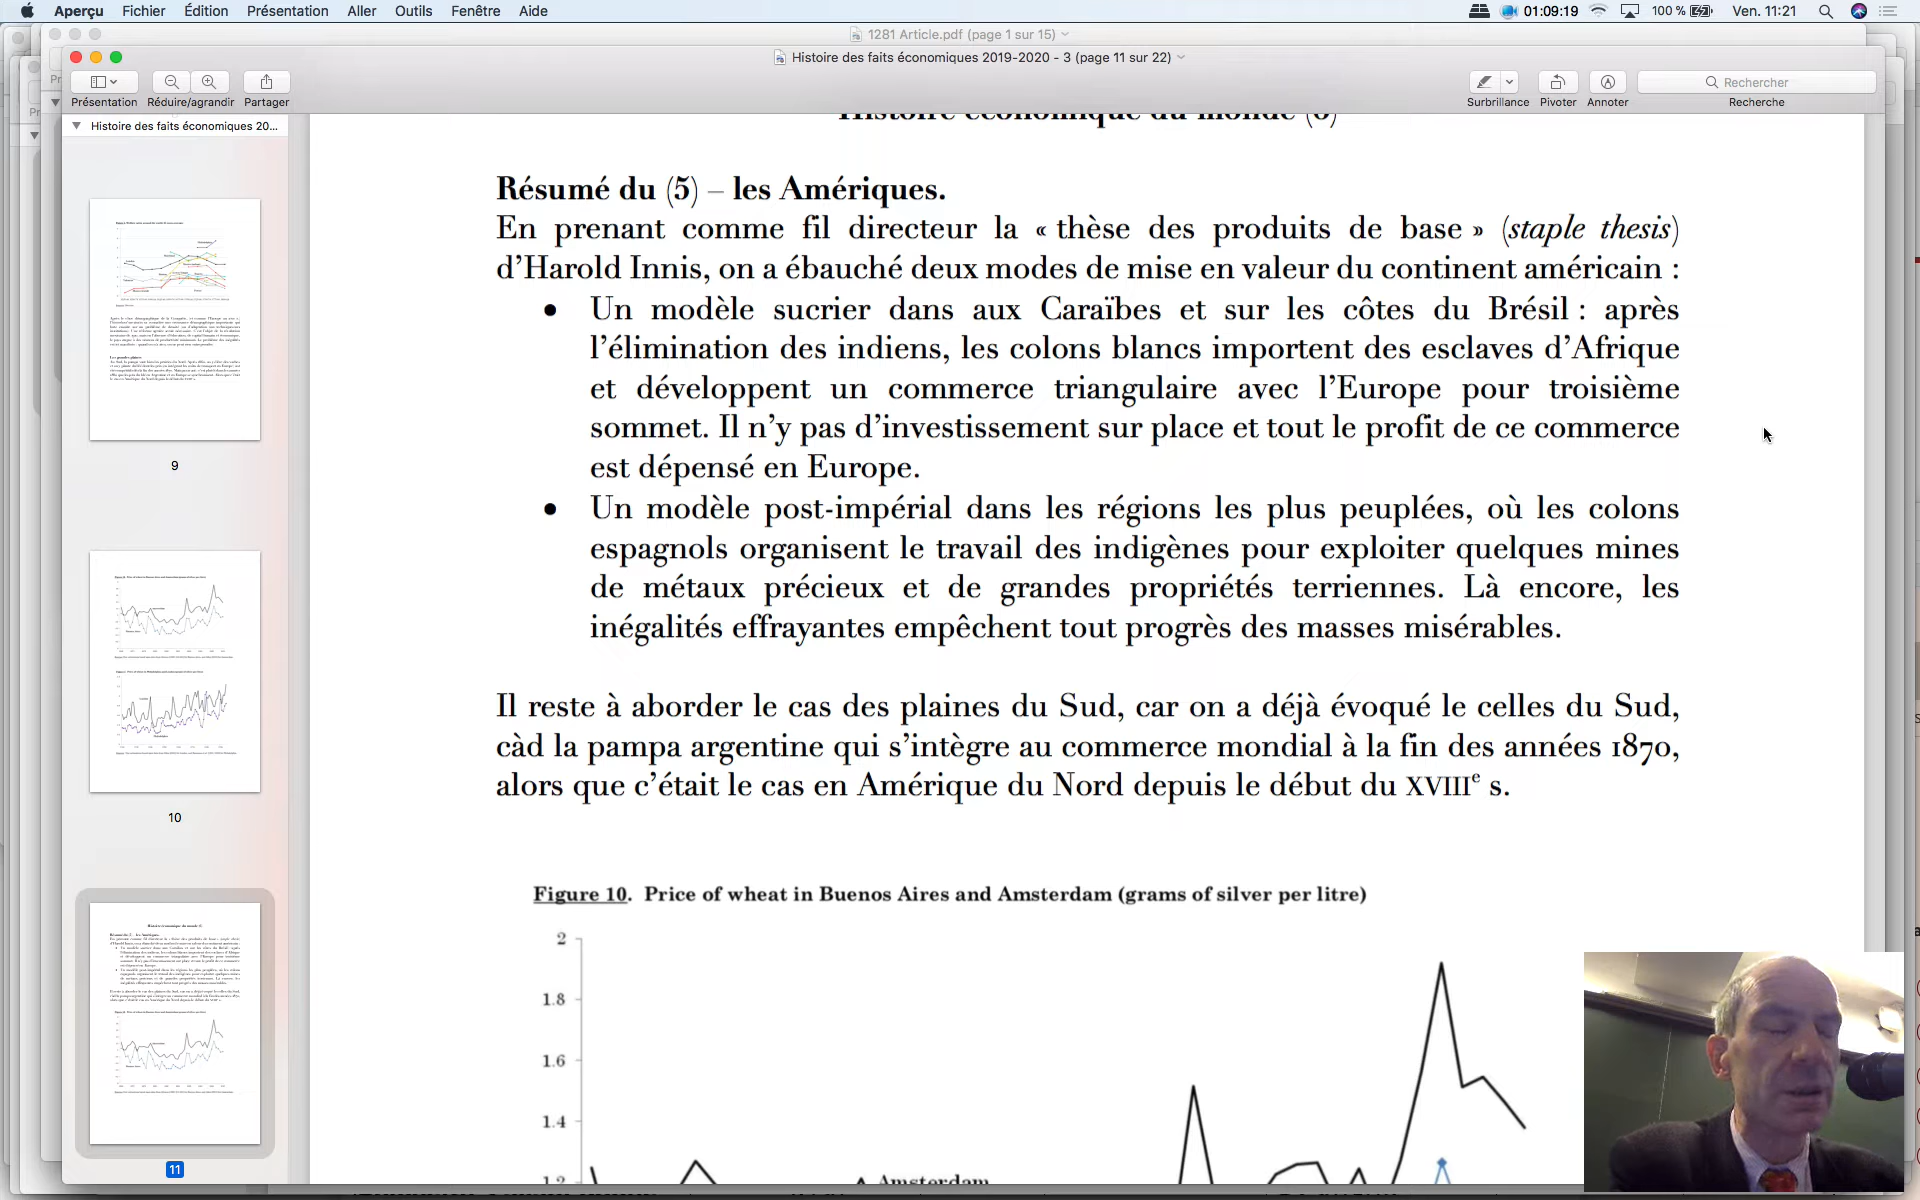 Aperçu Fichier Édition Présentation Aller Outils Fenêtre Aide 01:09:19 100 % Ven. 11:21
1281 Article.pdf (page 1 sur 15)
Histoire des faits économiques 2019-2020 - 3 (page 11 sur 22)
Rechercher
Présentation Réduire/agrandir Partager Surbrillance Pivoter Annoter Recherche
Histoire des faits économiques 20...
9
10
11
Histoire économique du monde (6)
Résumé du (5) – les Amériques.
En prenant comme fil directeur la « thèse des produits de base » (staple thesis)
d’Harold Innis, on a ébauché deux modes de mise en valeur du continent américain :
● Un modèle sucrier dans aux Caraïbes et sur les côtes du Brésil : après
l’élimination des indiens, les colons blancs importent des esclaves d’Afrique
et développent un commerce triangulaire avec l’Europe pour troisième
sommet. Il n’y pas d’investissement sur place et tout le profit de ce commerce
est dépensé en Europe.
● Un modèle post-impérial dans les régions les plus peuplées, où les colons
espagnols organisent le travail des indigènes pour exploiter quelques mines
de métaux précieux et de grandes propriétés terriennes. Là encore, les
inégalités effrayantes empêchent tout progrès des masses misérables.
Il reste à aborder le cas des plaines du Sud, car on a déjà évoqué le celles du Sud,
càd la pampa argentine qui s’intègre au commerce mondial à la fin des années 1870,
alors que c’était le cas en Amérique du Nord depuis le début du XVIIIe s.
Figure 10. Price of wheat in Buenos Aires and Amsterdam (grams of silver per litre)
2
1.8
1.6
1.4
1.2
Amsterdam